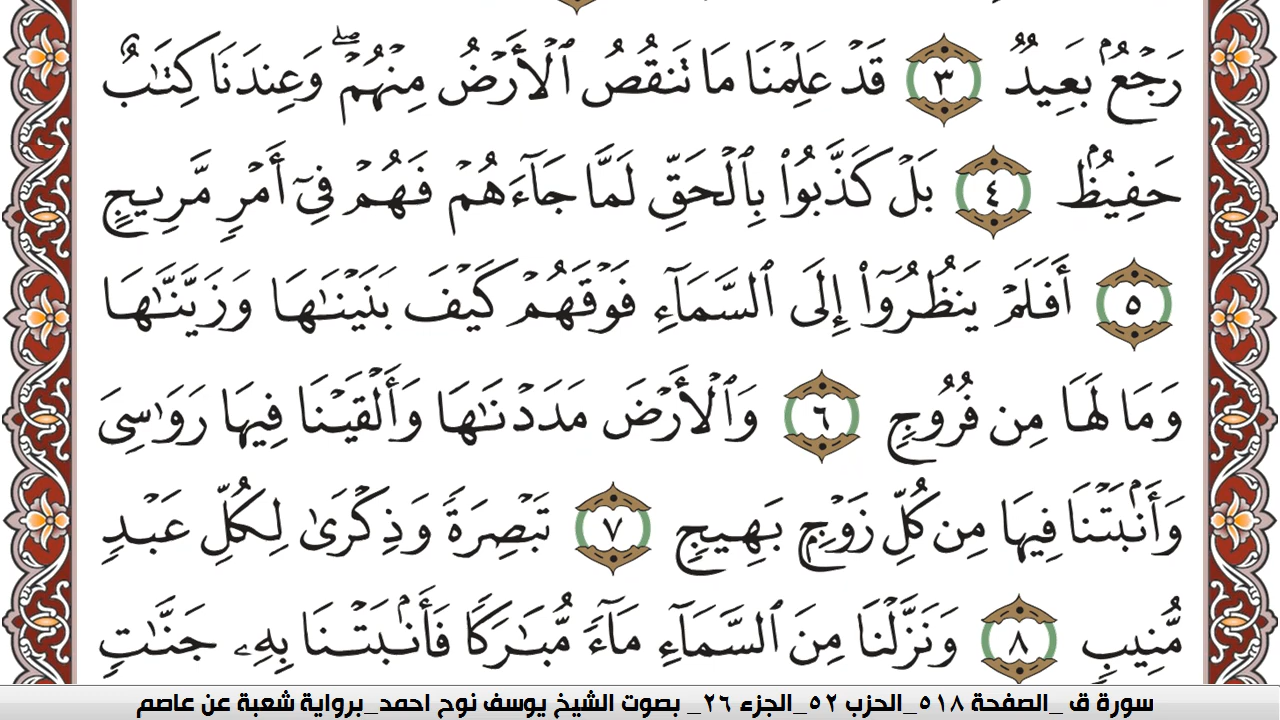 رَجْعُۢ بَعِيدٌ ٣ قَدْ عَلِمْنَا مَا تَنقُصُ ٱلْأَرْضُ مِنْهُمْۖ وَعِندَنَا كِتَٰبٌ
حَفِيظُۢ ٤ بَلْ كَذَّبُوا۟ بِٱلْحَقِّ لَمَّا جَآءَهُمْ فَهُمْ فِىٓ أَمْرٍ مَّرِيجٍ
٥ أَفَلَمْ يَنظُرُوٓا۟ إِلَى ٱلسَّمَآءِ فَوْقَهُمْ كَيْفَ بَنَيْنَٰهَا وَزَيَّنَّٰهَا
وَمَا لَهَا مِن فُرُوجٍ ٦ وَٱلْأَرْضَ مَدَدْنَٰهَا وَأَلْقَيْنَا فِيهَا رَوَٰسِىَ
وَأَنۢبَتْنَا فِيهَا مِن كُلِّ زَوْجِۭ بَهِيجٍ ٧ تَبْصِرَةً وَذِكْرَىٰ لِكُلِّ عَبْدٍ
مُّنِيبٍ ٨ وَنَزَّلْنَا مِنَ ٱلسَّمَآءِ مَآءً مُّبَٰرَكًا فَأَنۢبَتْنَا بِهِۦ جَنَّٰتٍ
سورة ق _الصفحة ٥١٨_الحزب ٥٢_الجزء ٢٦_ بصوت الشيخ يوسف نوح احمد_برواية شعبة عن عاصم